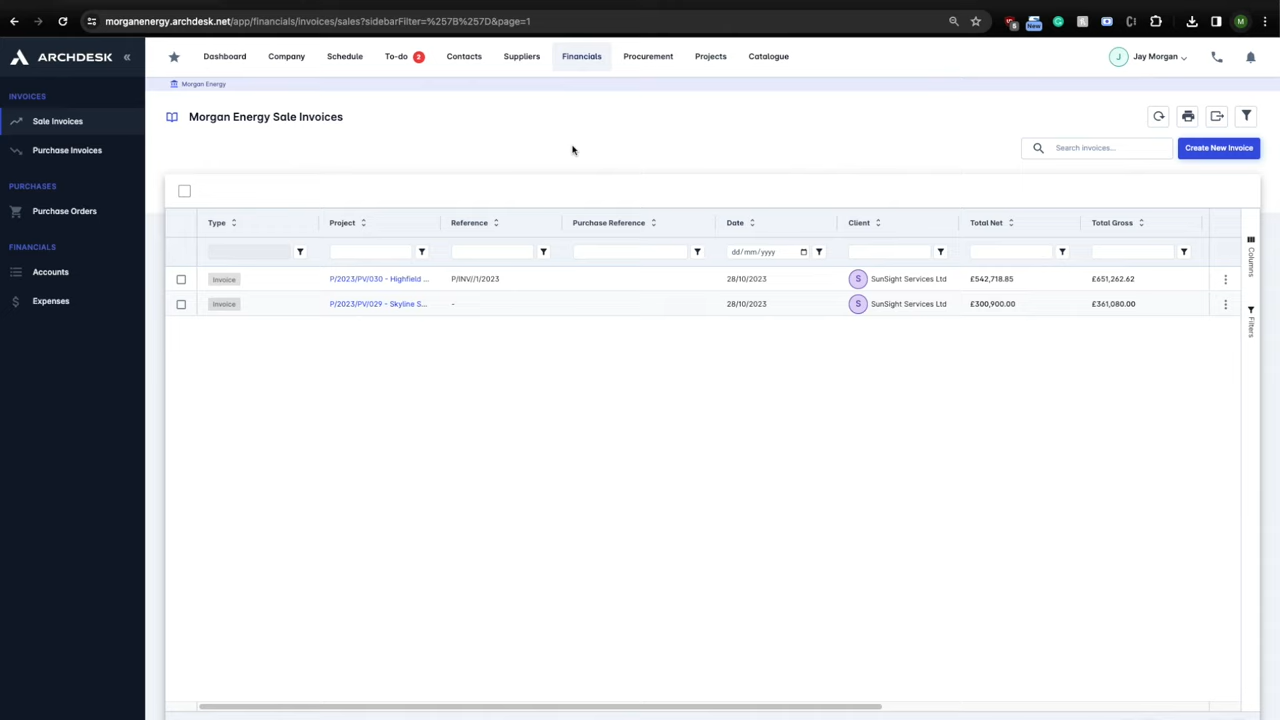 morganenergy.archdesk.net/app/financials/invoices/sales?sidebarFilter=%257B%257D&page=1
New
M
ARCHDESK
Dashboard Company Schedule To-do 2 Contacts Suppliers Financials Procurement Projects Catalogue
J Jay Morgan
Morgan Energy
INVOICES
Sale Invoices
Purchase Invoices
PURCHASES
Purchase Orders
FINANCIALS
Accounts
Expenses
Morgan Energy Sale Invoices
Search invoices...
Create New Invoice
Type Project Reference Purchase Reference Date Client Total Net Total Gross
dd/mm/yyyy
Invoice P/2023/PV/030 - Highfield ... P/INV//1/2023 28/10/2023 S SunSight Services Ltd £542,718.85 £651,262.62
Invoice P/2023/PV/029 - Skyline S... - 28/10/2023 S SunSight Services Ltd £300,900.00 £361,080.00
Columns
Filters